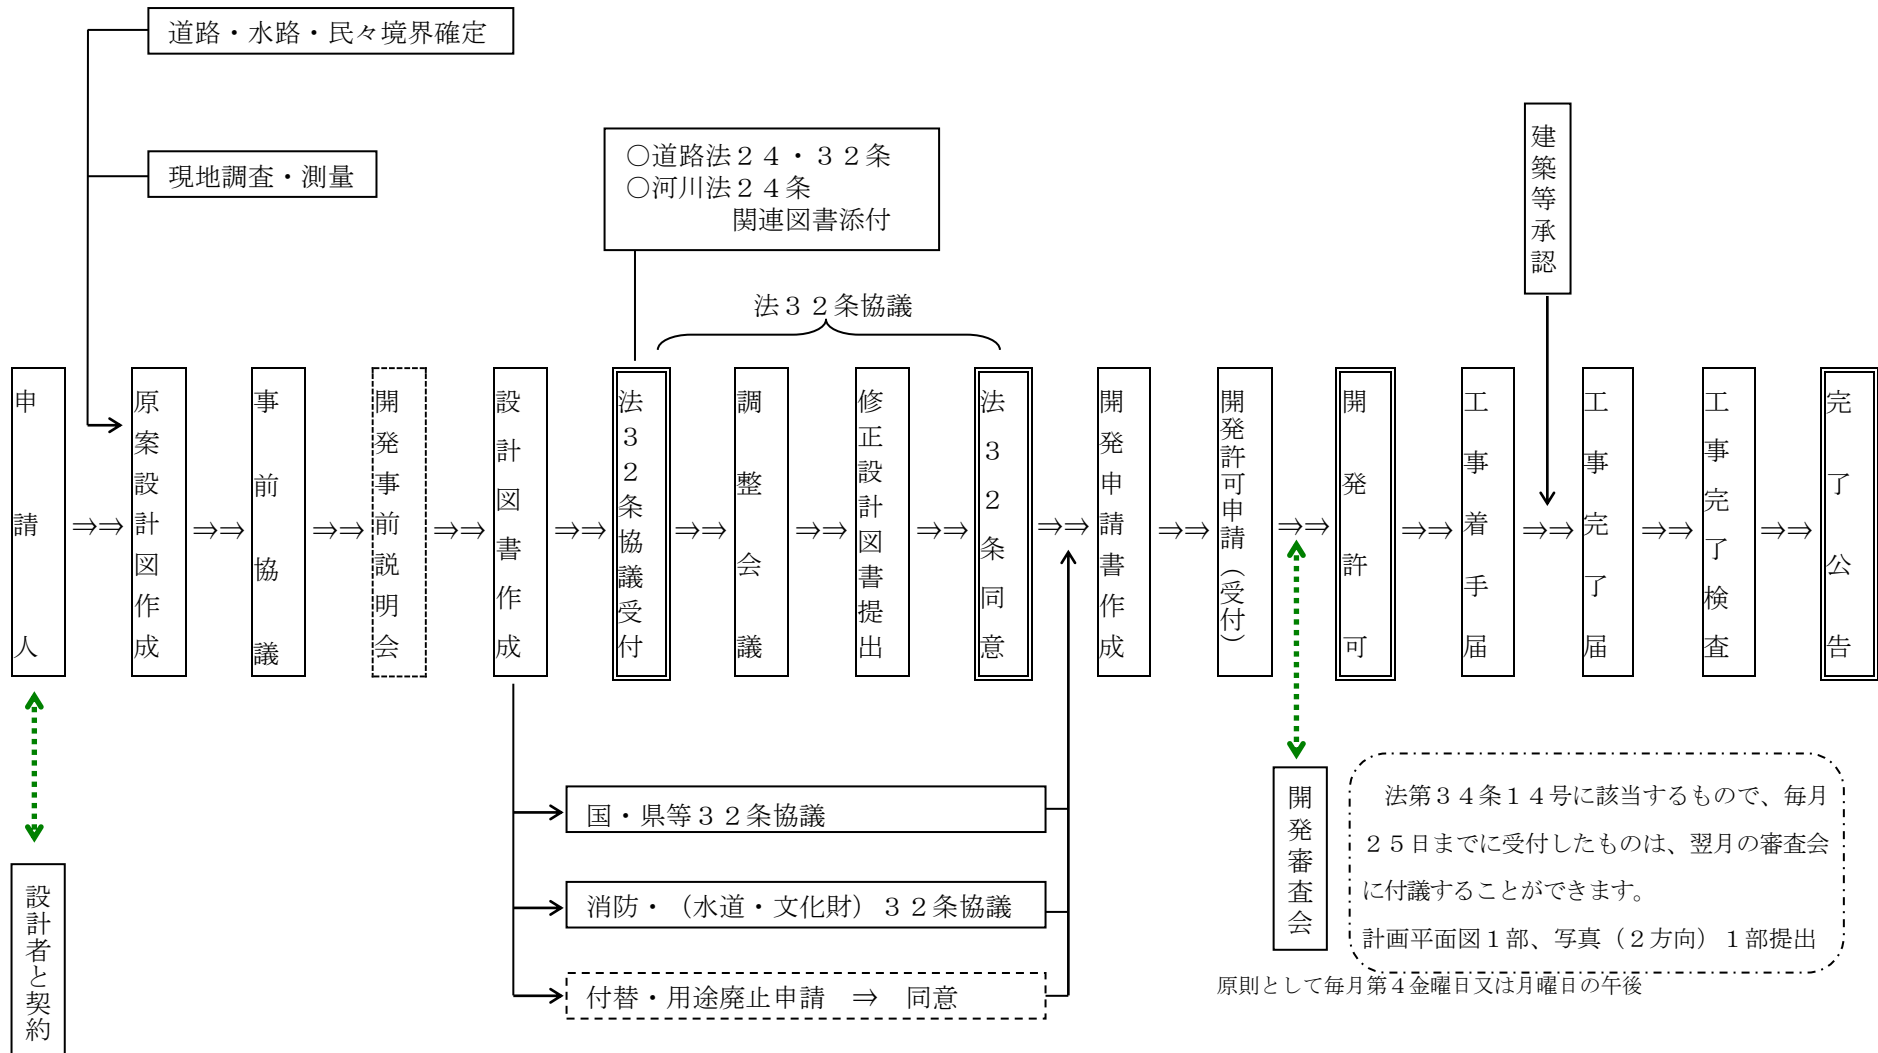 道路・水路・民々境界確定
現地調査・測量
○道路法２４・３２条
○河川法２４条
関連図書添付
建築等承認
法３２条協議
申請人
⇒⇒
原案設計図作成
⇒⇒
事前協議
⇒⇒
開発事前説明会
⇒⇒
設計図書作成
⇒⇒
法３２条協議受付
⇒⇒
調整会議
⇒⇒
修正設計図書提出
⇒⇒
法３２条同意
⇒⇒
開発申請書作成
⇒⇒
開発許可申請（受付）
⇒⇒
開発許可
⇒⇒
工事着手届
⇒⇒
工事完了届
⇒⇒
工事完了検査
⇒⇒
完了公告
設計者と契約
国・県等３２条協議
消防・（水道・文化財）３２条協議
付替・用途廃止申請　⇒　同意
開発審査会
法第３４条１４号に該当するもので、毎月
２５日までに受付したものは、翌月の審査会
に付議することができます。
計画平面図１部、写真（２方向）１部提出
原則として毎月第４金曜日又は月曜日の午後